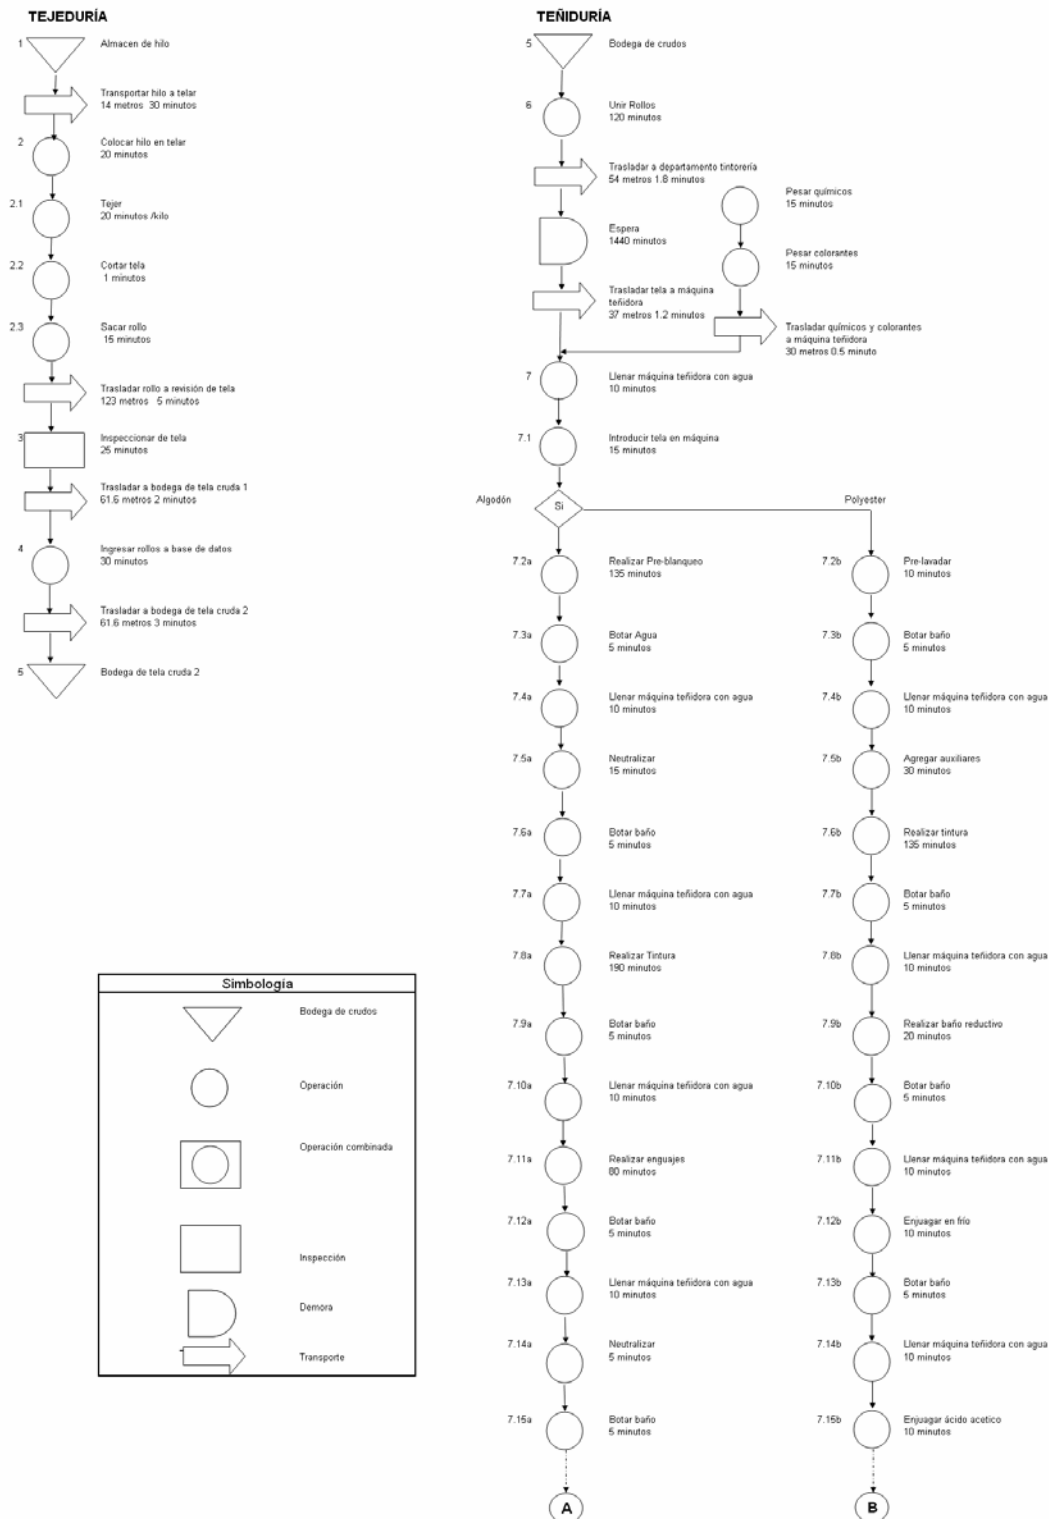 TEJEDURÍA
1
Almacen de hilo
Transportar hilo a telar
14 metros 30 minutos
2
Colocar hilo en telar
20 minutos
2.1
Tejer
20 minutos /kilo
2.2
Cortar tela
1 minutos
2.3
Sacar rollo
15 minutos
Trasladar rollo a revisión de tela
123 metros 5 minutos
3
Inspeccionar de tela
25 minutos
Trasladar a bodega de tela cruda 1
61.6 metros 2 minutos
4
Ingresar rollos a base de datos
30 minutos
Trasladar a bodega de tela cruda 2
61.6 metros 3 minutos
5
Bodega de tela cruda 2
Simbología
Bodega de crudos
Operación
Operación combinada
Inspección
Demora
Transporte
TEÑIDURÍA
5
Bodega de crudos
6
Unir Rollos
120 minutos
Trasladar a departamento tintorería
54 metros 1.8 minutos
Espera
1440 minutos
Trasladar tela a máquina
teñidora
37 metros 1.2 minutos
Pesar químicos
15 minutos
Pesar colorantes
15 minutos
Trasladar químicos y colorantes
a máquina teñidora
30 metros 0.5 minuto
7
Llenar máquina teñidora con agua
10 minutos
7.1
Introducir tela en máquina
15 minutos
Algodón
Si
Polyester
7.2a
Realizar Pre-blanqueo
135 minutos
7.3a
Botar Agua
5 minutos
7.4a
Llenar máquina teñidora con agua
10 minutos
7.5a
Neutralizar
15 minutos
7.6a
Botar baño
5 minutos
7.7a
Llenar máquina teñidora con agua
10 minutos
7.8a
Realizar Tintura
190 minutos
7.9a
Botar baño
5 minutos
7.10a
Llenar máquina teñidora con agua
10 minutos
7.11a
Realizar enguajes
80 minutos
7.12a
Botar baño
5 minutos
7.13a
Llenar máquina teñidora con agua
10 minutos
7.14a
Neutralizar
5 minutos
7.15a
Botar baño
5 minutos
A
7.2b
Pre-lavadar
10 minutos
7.3b
Botar baño
5 minutos
7.4b
Llenar máquina teñidora con agua
10 minutos
7.5b
Agregar auxiliares
30 minutos
7.6b
Realizar tintura
135 minutos
7.7b
Botar baño
5 minutos
7.8b
Llenar máquina teñidora con agua
10 minutos
7.9b
Realizar baño reductivo
20 minutos
7.10b
Botar baño
5 minutos
7.11b
Llenar máquina teñidora con agua
10 minutos
7.12b
Enjuagar en frío
10 minutos
7.13b
Botar baño
5 minutos
7.14b
Llenar máquina teñidora con agua
10 minutos
7.15b
Enjuagar ácido acetico
10 minutos
B